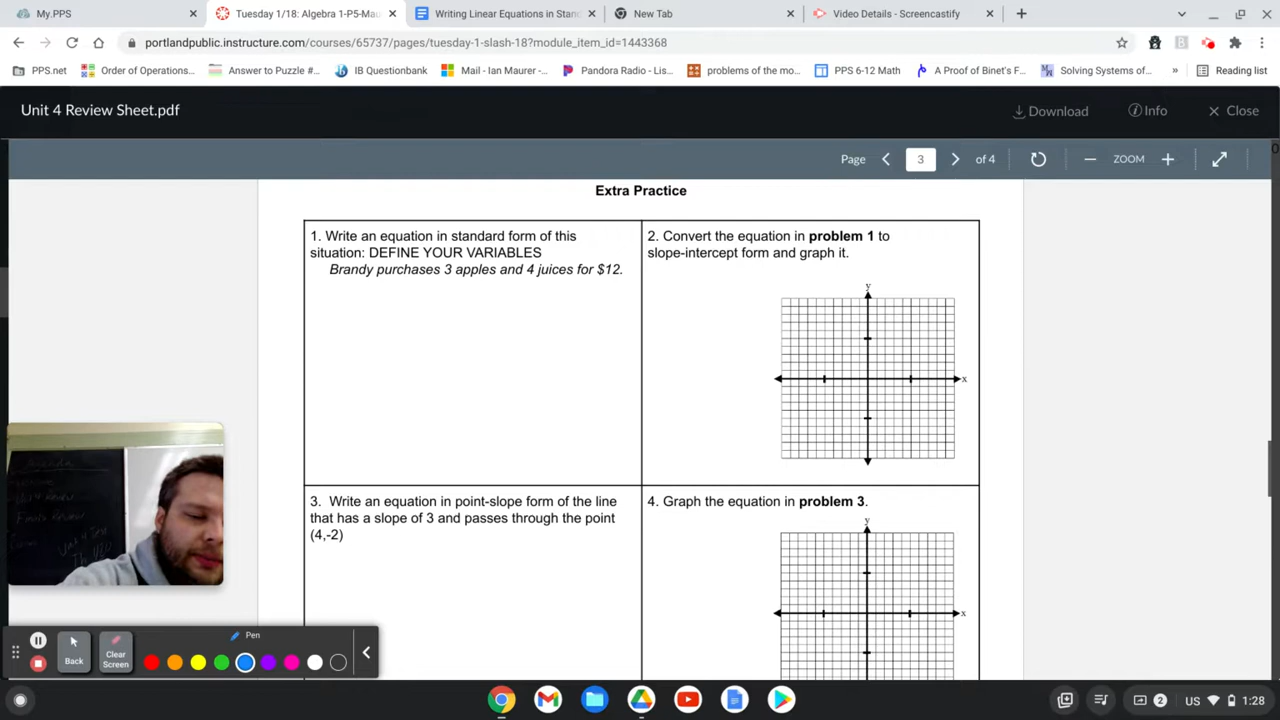 My.PPS
Tuesday 1/18: Algebra 1-P5-Mau
Writing Linear Equations in Stan
New Tab
Video Details - Screencastify
portlandpublic.instructure.com/courses/65737/pages/tuesday-1-slash-18?module_item_id=1443368
PPS.net
Order of Operations...
Answer to Puzzle #...
IB Questionbank
Mail - Ian Maurer -...
Pandora Radio - Lis...
problems of the mo...
PPS 6-12 Math
A Proof of Binet's F...
Solving Systems of...
»
Reading list
Unit 4 Review Sheet.pdf
Download
Info
Close
Page
3
of 4
ZOOM
Extra Practice
1. Write an equation in standard form of this
situation: DEFINE YOUR VARIABLES
Brandy purchases 3 apples and 4 juices for $12.
2. Convert the equation in problem 1 to
slope-intercept form and graph it.
y
x
3. Write an equation in point-slope form of the line
that has a slope of 3 and passes through the point
(4,-2)
4. Graph the equation in problem 3.
y
x
Pen
Back
Clear
Screen
2
US
1:28